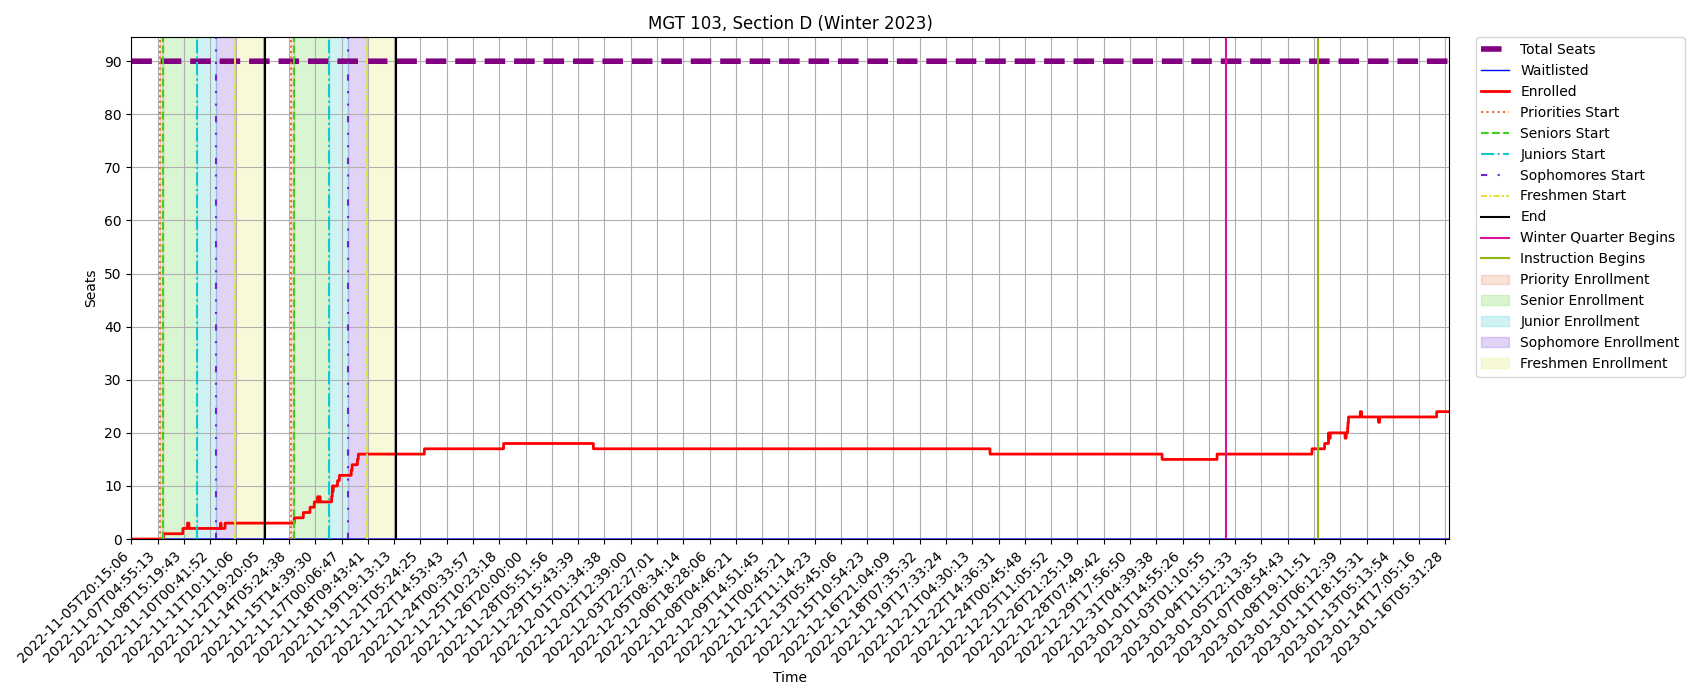 MGT 103, Section D (Winter 2023)
Seats
90
80
70
60
50
40
30
20
10
0
2022-11-05T20:15:06
2022-11-07T04:55:13
2022-11-08T15:19:43
2022-11-10T00:41:52
2022-11-11T10:11:06
2022-11-12T19:20:05
2022-11-14T05:24:38
2022-11-15T14:39:30
2022-11-17T00:06:47
2022-11-18T09:43:41
2022-11-19T19:13:13
2022-11-21T05:24:25
2022-11-22T14:53:43
2022-11-24T00:33:57
2022-11-25T10:23:18
2022-11-26T20:00:00
2022-11-28T05:51:56
2022-11-29T15:43:39
2022-12-01T01:34:38
2022-12-02T12:39:00
2022-12-03T22:27:01
2022-12-05T08:34:14
2022-12-06T18:28:06
2022-12-08T04:46:21
2022-12-09T14:51:45
2022-12-11T00:45:21
2022-12-12T11:14:23
2022-12-13T05:45:06
2022-12-15T10:54:23
2022-12-16T21:04:09
2022-12-18T07:35:32
2022-12-19T17:33:24
2022-12-21T04:30:13
2022-12-22T14:36:31
2022-12-24T00:45:48
2022-12-25T11:05:52
2022-12-26T21:25:19
2022-12-28T07:49:42
2022-12-29T17:56:50
2022-12-31T04:39:38
2023-01-01T14:55:26
2023-01-03T01:10:55
2023-01-04T11:51:33
2023-01-05T22:13:35
2023-01-07T08:54:43
2023-01-08T19:11:51
2023-01-10T06:12:39
2023-01-11T18:15:31
2023-01-13T05:13:54
2023-01-14T17:05:16
2023-01-16T05:31:28
Time
Total Seats
Waitlisted
Enrolled
Priorities Start
Seniors Start
Juniors Start
Sophomores Start
Freshmen Start
End
Winter Quarter Begins
Instruction Begins
Priority Enrollment
Senior Enrollment
Junior Enrollment
Sophomore Enrollment
Freshmen Enrollment